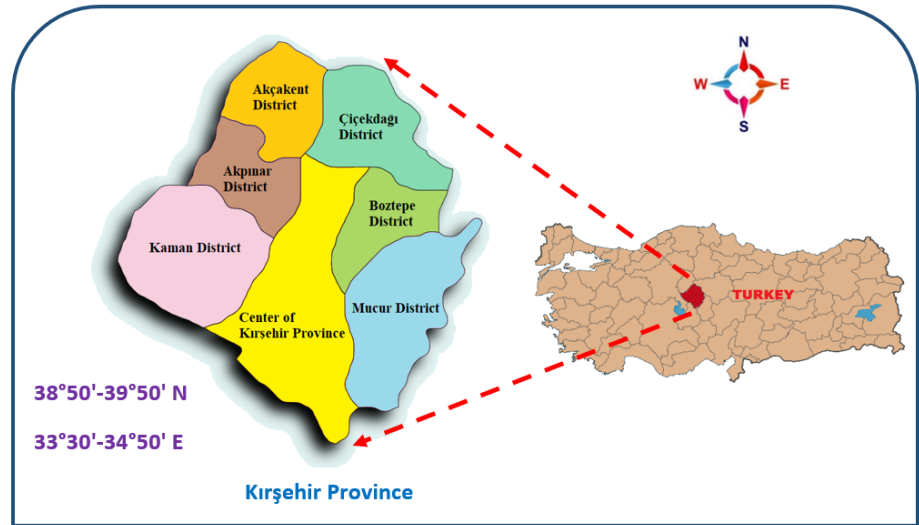 N
W
E
S
Akçakent
District
Çiçekdağı
District
Akpınar
District
Boztepe
District
Kaman District
Center of
Kırşehir Province
Mucur District
TURKEY
38°50'-39°50' N
33°30'-34°50' E
Kırşehir Province